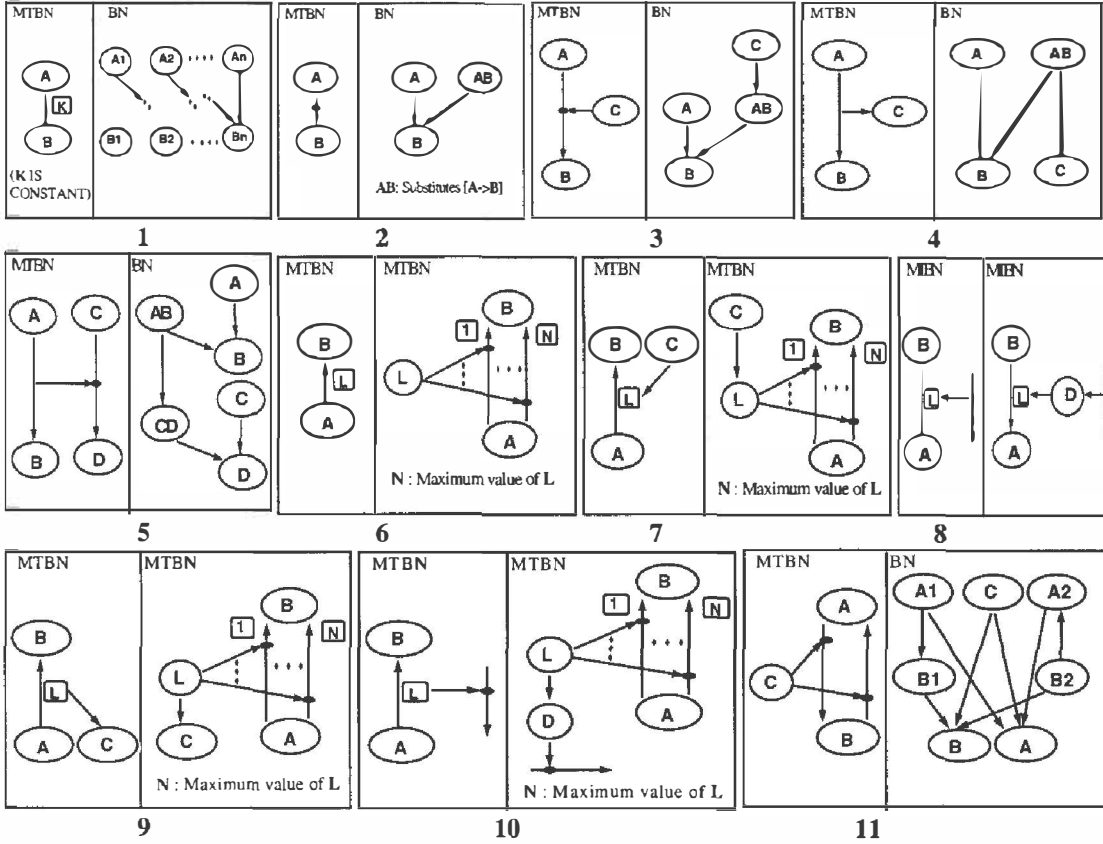 MTBN BN
A
K
B
(K IS
CONSTANT)
A1 A2 An
B1 B2 Bn
1
MTBN BN
A
B
A AB
B
AB: Substitutes [A->B]
2
MTBN BN
A
C
B
C
A AB
B
3
MTBN BN
A
C
B
A AB
B C
4
MTBN BN
A C
B D
A
AB
B
C
CD
D
5
MTBN MTBN
B
L
A
B
1 N
L
A
N : Maximum value of L
6
MTBN MTBN
B C
L
A
C
B
1 N
L
A
N : Maximum value of L
7
MTBN MTBN
B
L
A
B
L D
A
8
MTBN MTBN
B
L
A C
B
1 N
L
C A
N : Maximum value of L
9
MTBN MTBN
B
L
A
B
1 N
L
D A
N : Maximum value of L
10
MTBN BN
A
C
B
A1 C A2
B1 B2
B A
11